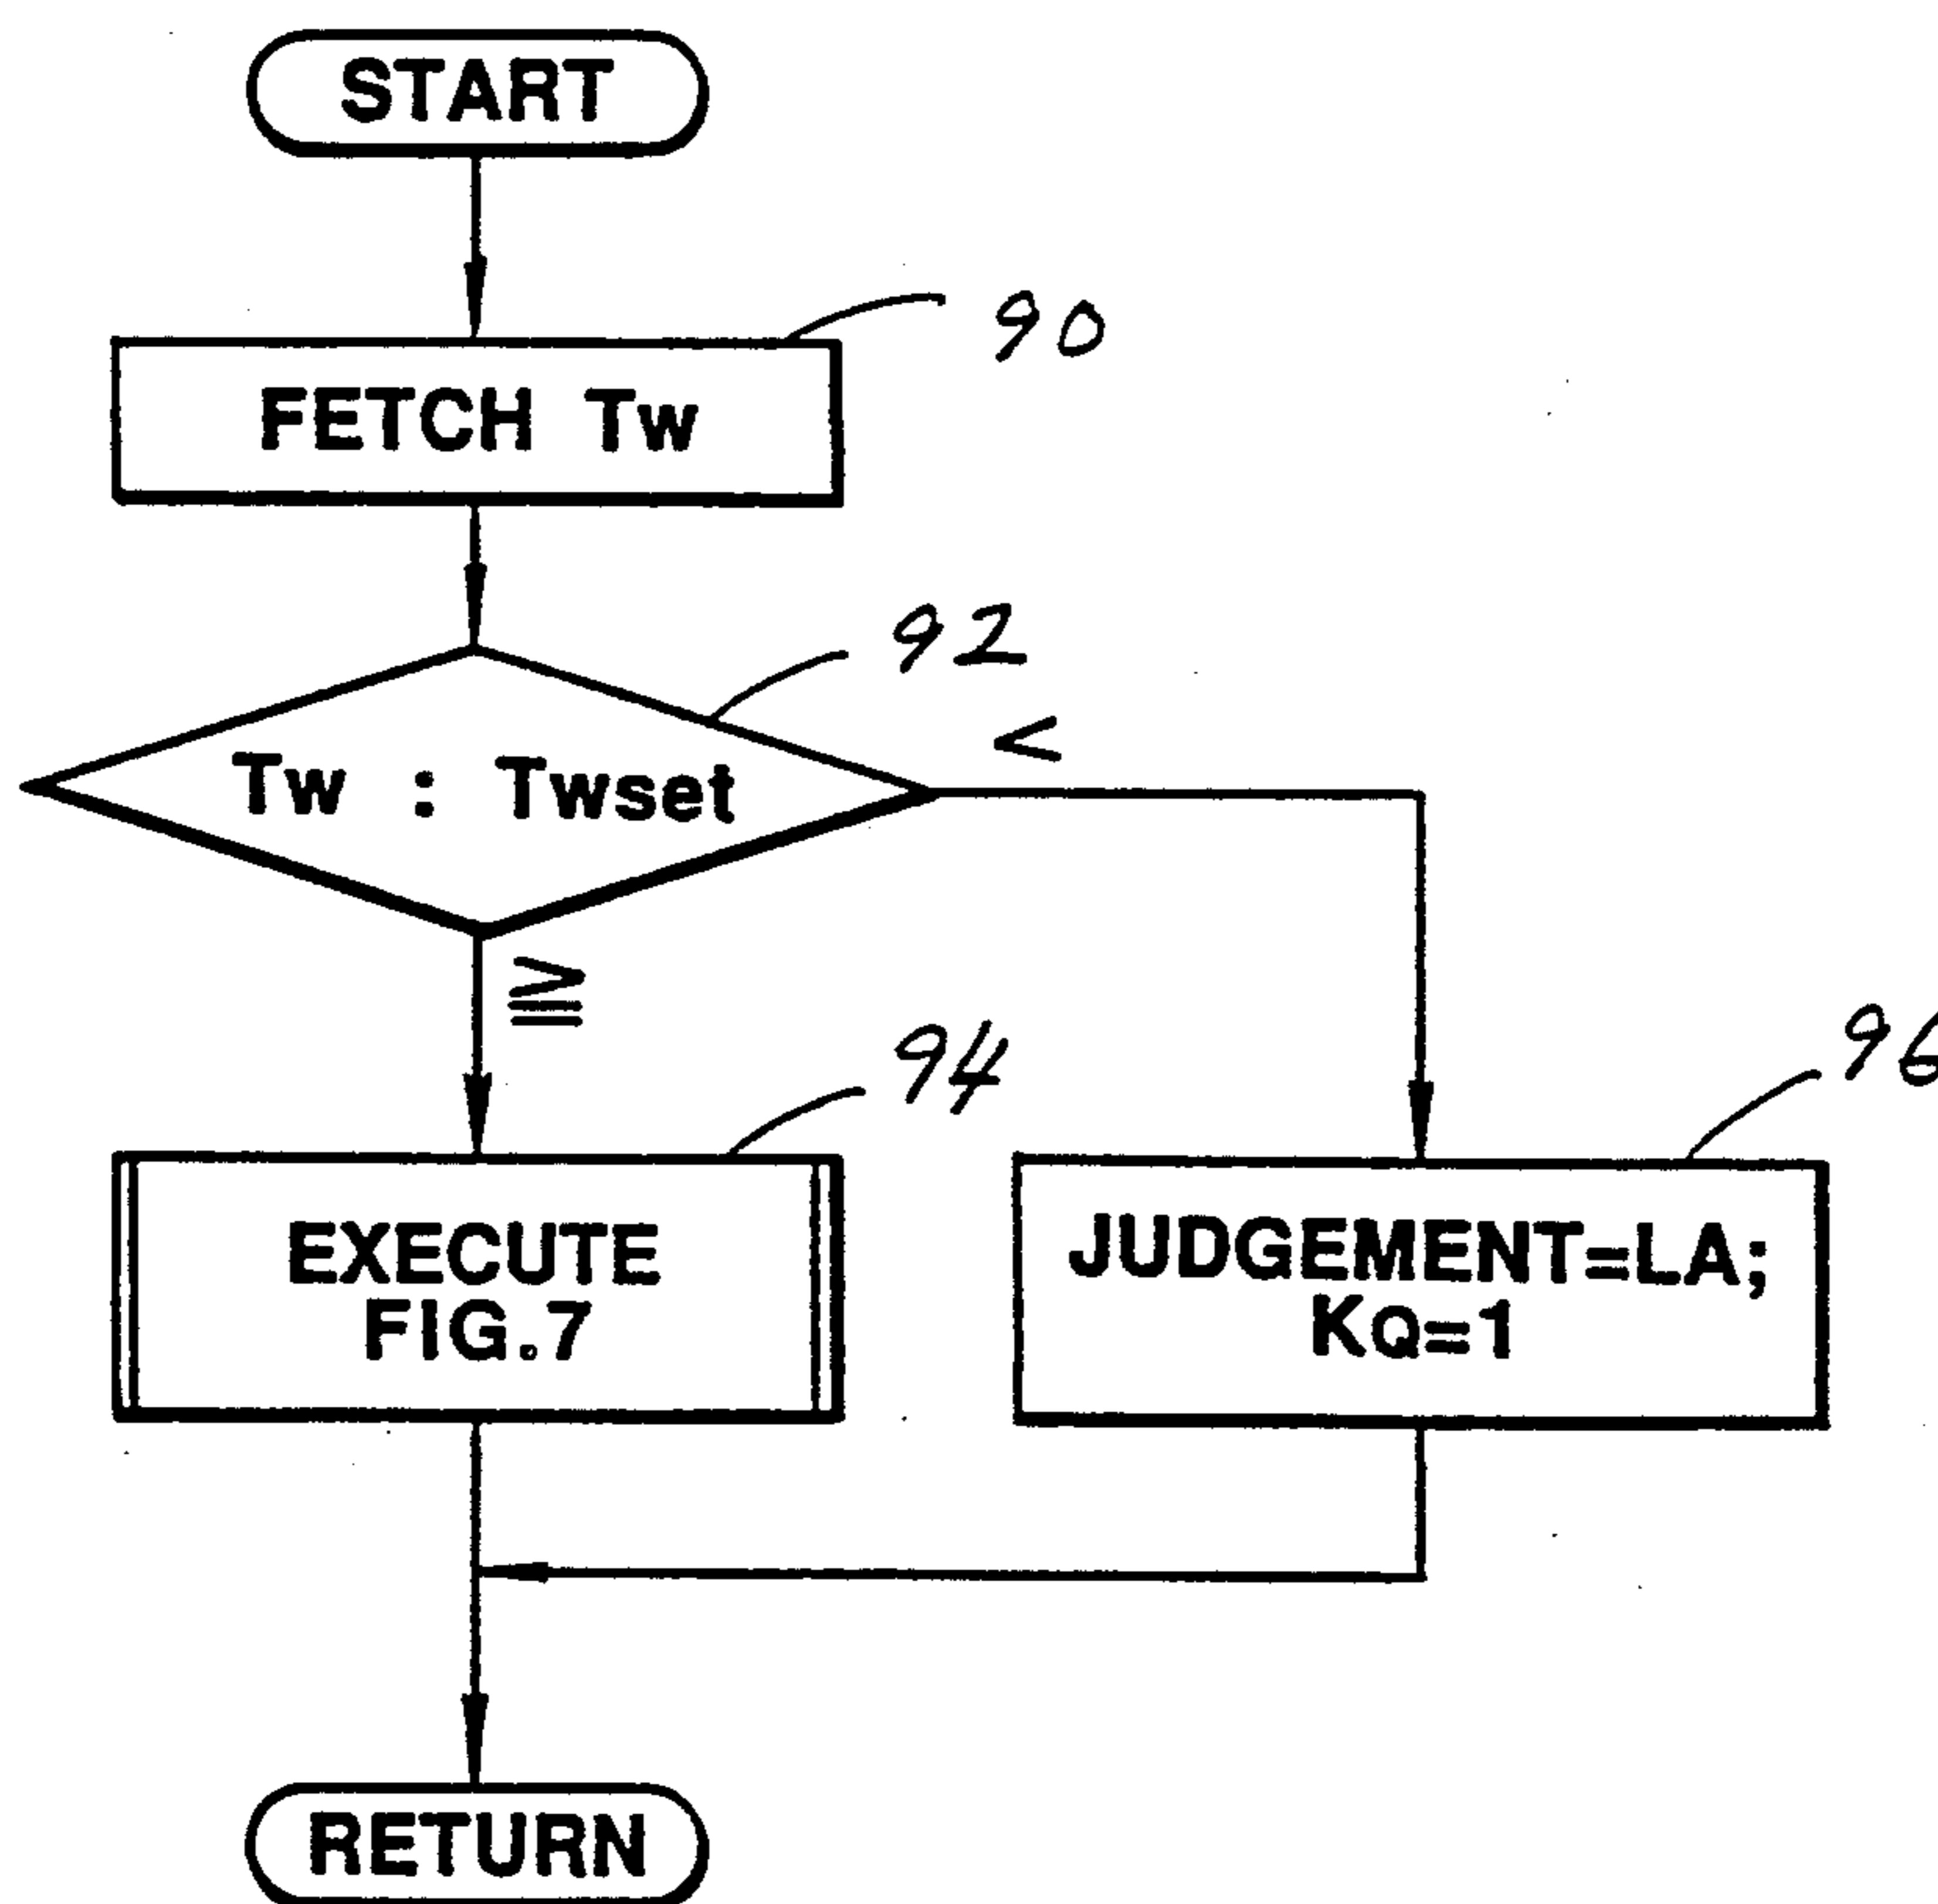 START
90
FETCH Tw
92
<
Tw : Twset
≧
94
96
EXECUTE
FIG.7
JUDGEMENT=LA;
KQ=1
RETURN